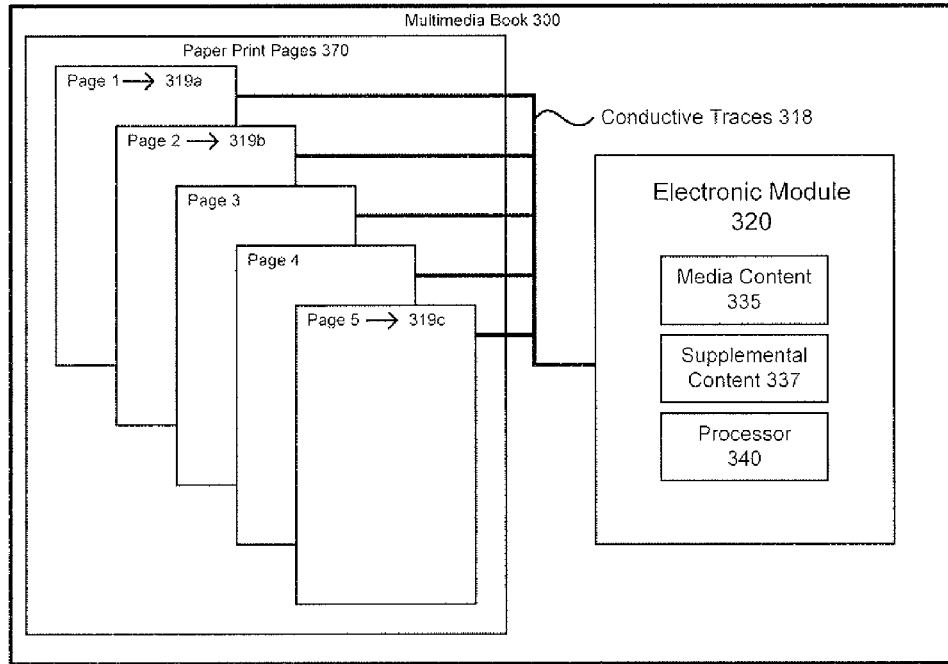 Multimedia Book 300
Paper Print Pages 370
Page 1 → 319a
Page 2 → 319b
Page 3
Page 4
Page 5 → 319c
Conductive Traces 318
Electronic Module
320
Media Content
335
Supplemental
Content 337
Processor
340